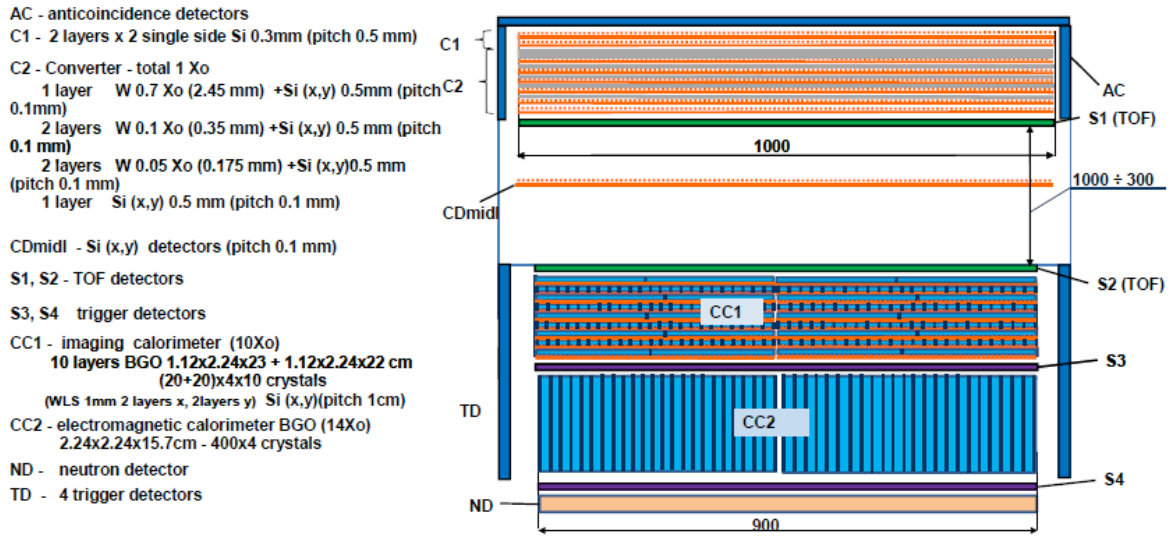 AC - anticoincidence detectors
C1 - 2 layers x 2 single side Si 0.3mm (pitch 0.5 mm)
C2 - Converter - total 1 Xo
1 layer W 0.7 Xo (2.45 mm) +Si (x,y) 0.5mm (pitch
0.1mm)
2 layers W 0.1 Xo (0.35 mm) +Si (x,y) 0.5 mm (pitch
0.1 mm)
2 layers W 0.05 Xo (0.175 mm) +Si (x,y)0.5 mm
(pitch 0.1 mm)
1 layer Si (x,y) 0.5 mm (pitch 0.1 mm)
CDmidl - Si (x,y) detectors (pitch 0.1 mm)
S1, S2 - TOF detectors
S3, S4 trigger detectors
CC1 - imaging calorimeter (10Xo)
10 layers BGO 1.12x2.24x23 + 1.12x2.24x22 cm
(20+20)x4x10 crystals
(WLS 1mm 2 layers x, 2layers y) Si (x,y)(pitch 1cm)
CC2 - electromagnetic calorimeter BGO (14Xo)
2.24x2.24x15.7cm - 400x4 crystals
ND - neutron detector
TD - 4 trigger detectors
C1
C2
AC
S1 (TOF)
1000
1000 ÷ 300
CDmidl
S2 (TOF)
CC1
S3
TD
CC2
S4
ND
900